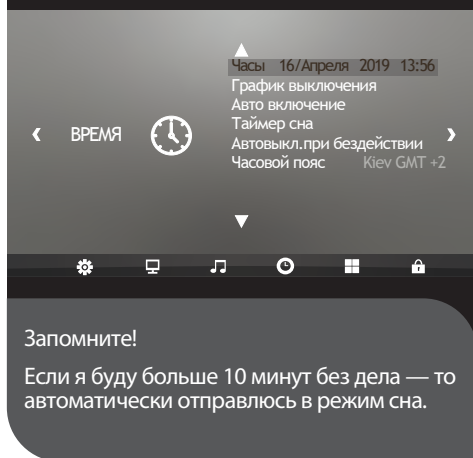 Часы 16/Апреля 2019 13:56
График выключения
Авто включение
ВРЕМЯ
Таймер сна
Автовыкл.при бездействии
Часовой пояс Kiev GMT +2
Запомните!
Если я буду больше 10 минут без дела — то
автоматически отправлюсь в режим сна.